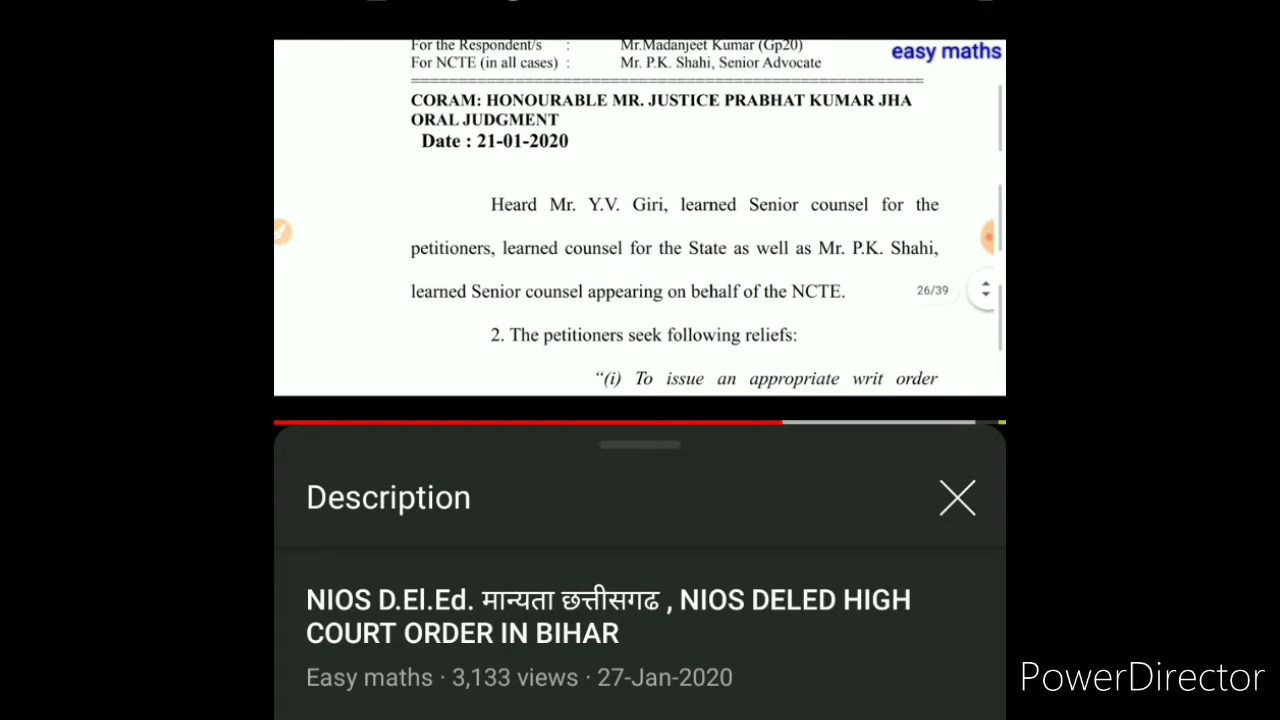 For the Respondent/s : Mr.Madanjeet Kumar (Gp20)
easy maths
For NCTE (in all cases) : Mr. P.K. Shahi, Senior Advocate
CORAM: HONOURABLE MR. JUSTICE PRABHAT KUMAR JHA
ORAL JUDGMENT
Date : 21-01-2020
Heard Mr. Y.V. Giri, learned Senior counsel for the
petitioners, learned counsel for the State as well as Mr. P.K. Shahi,
learned Senior counsel appearing on behalf of the NCTE.
26/39
2. The petitioners seek following reliefs:
“(i) To issue an appropriate writ order
Description
NIOS D.El.Ed. मान्यता छत्तीसगढ , NIOS DELED HIGH
COURT ORDER IN BIHAR
Easy maths · 3,133 views · 27-Jan-2020
PowerDirector